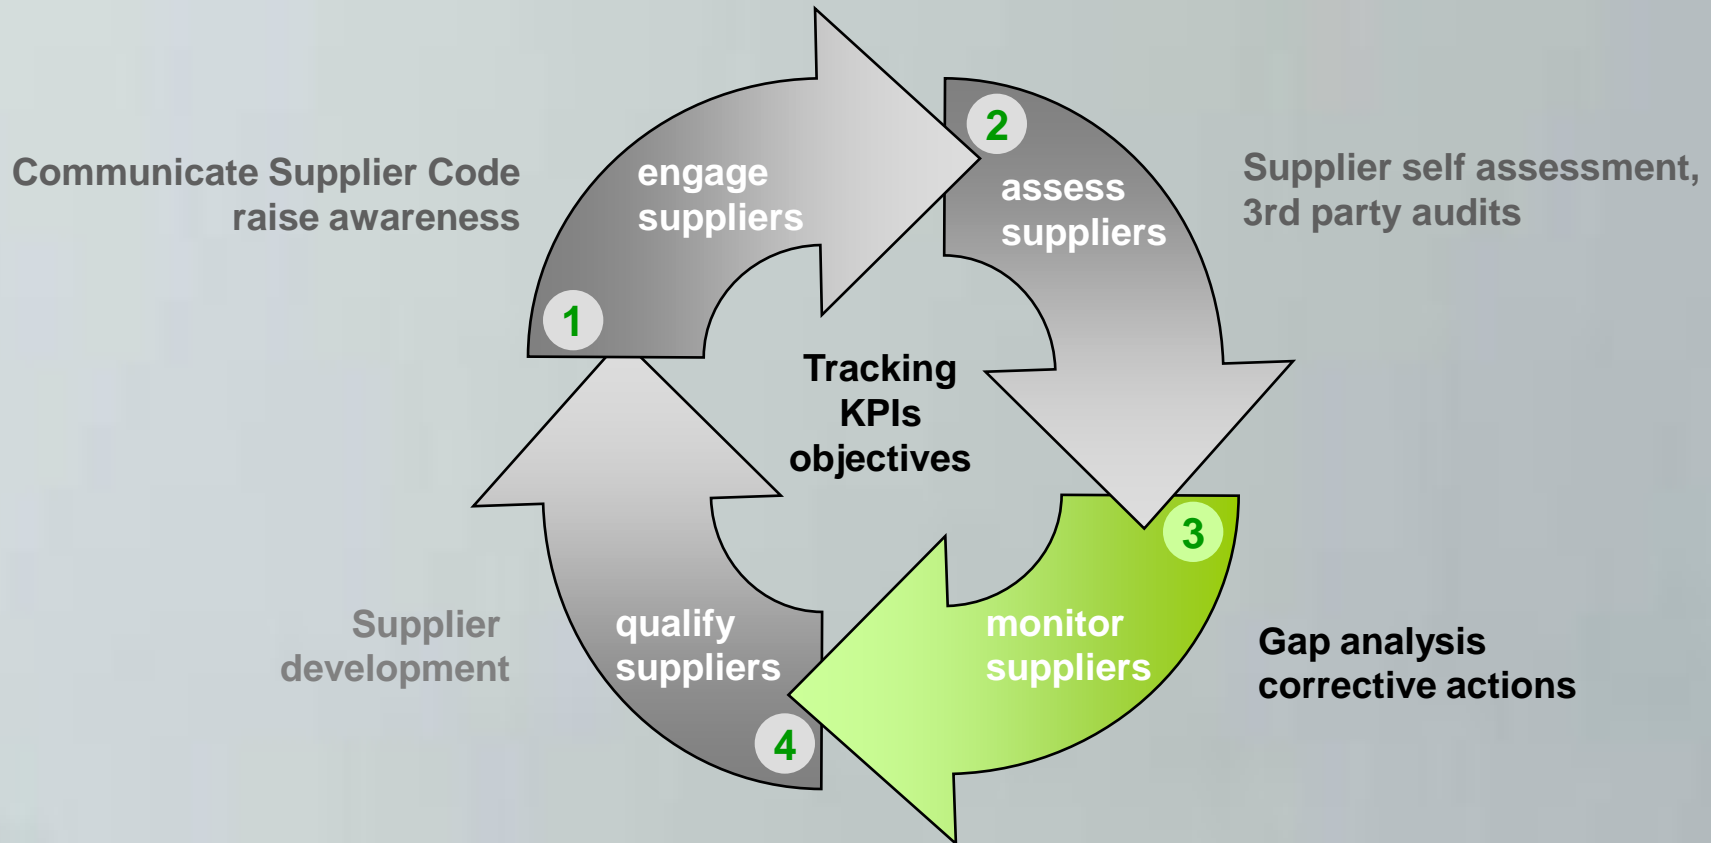 Communicate Supplier Code
raise awareness
1
engage
suppliers
2
assess
suppliers
Supplier self assessment,
3rd party audits
Tracking
KPIs
objectives
3
monitor
suppliers
Gap analysis
corrective actions
4
qualify
suppliers
Supplier
development